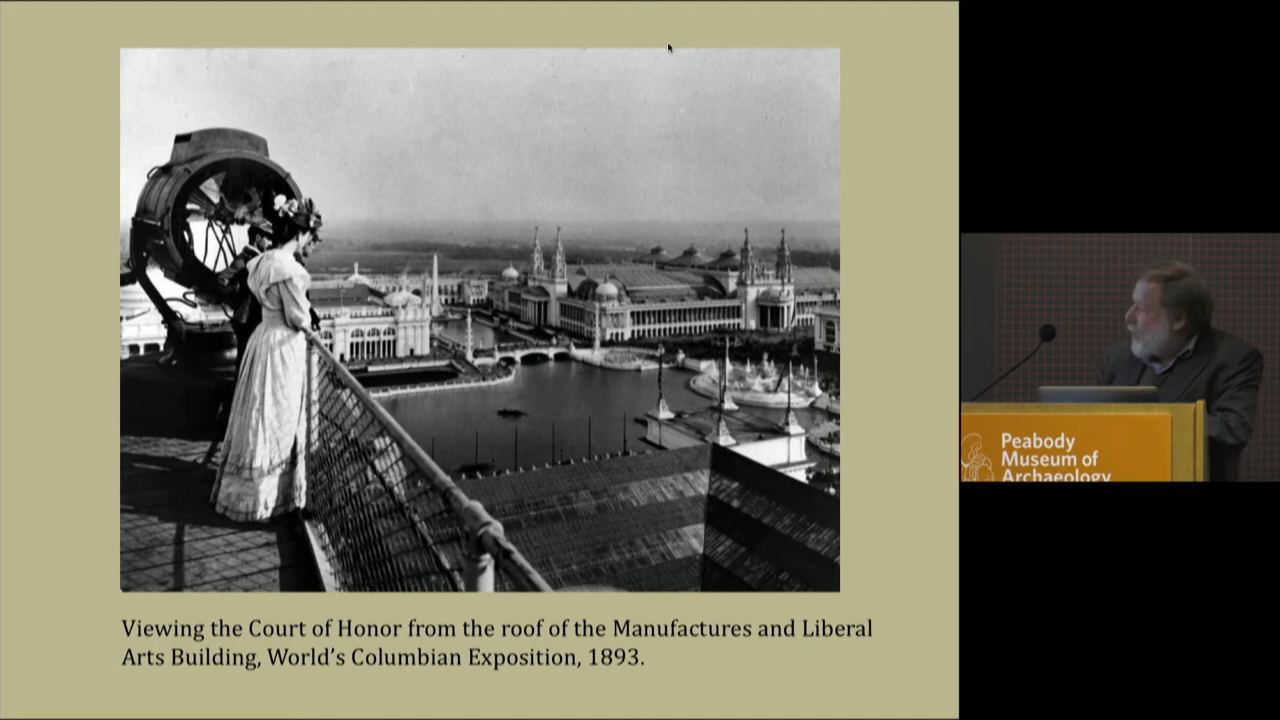 Viewing the Court of Honor from the roof of the Manufactures and Liberal
Arts Building, World’s Columbian Exposition, 1893.
Peabody
Museum of
Archaeology